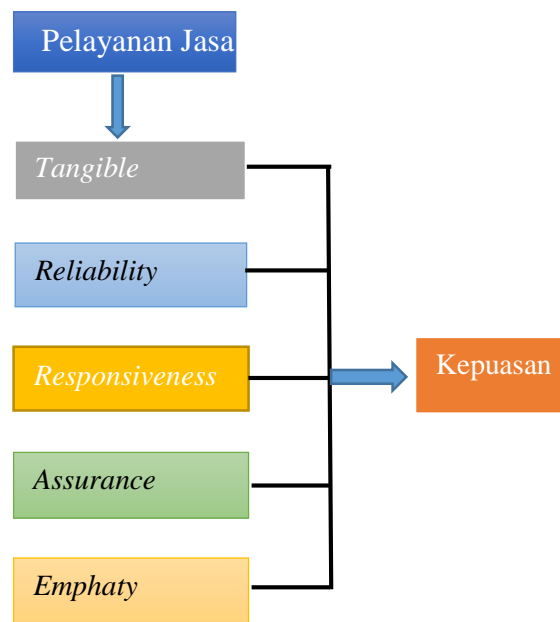 Pelayanan Jasa
Tangible
Reliability
Responsiveness
Kepuasan
Assurance
Emphaty